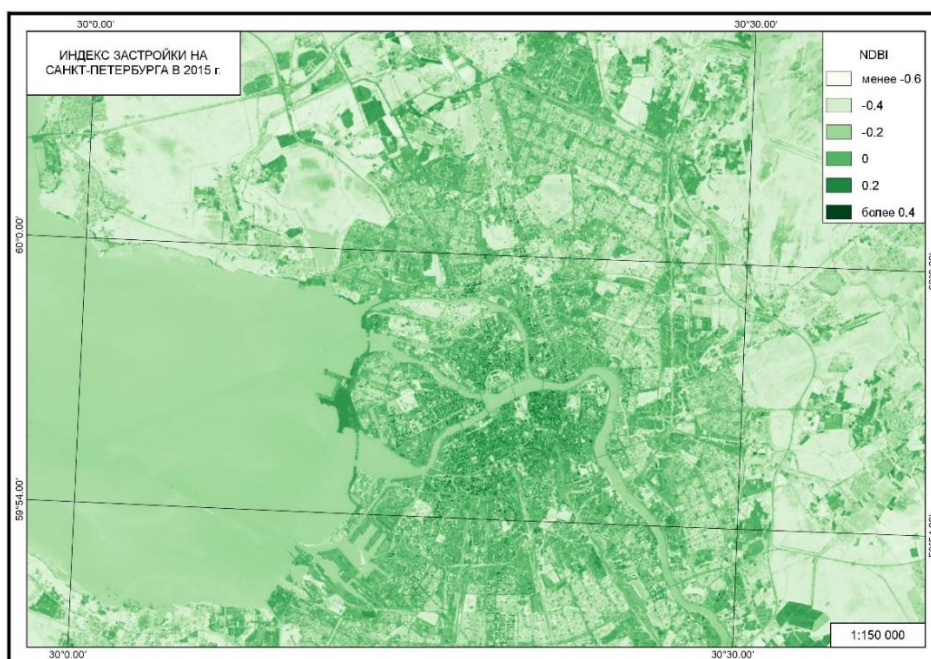 30°0.00'
30°30.00'
ИНДЕКС ЗАСТРОЙКИ НА
САНКТ-ПЕТЕРБУРГА В 2015 г.
NDBI
менее -0.6
-0.4
-0.2
0
0.2
более 0.4
60°0.00'
59°54.00'
1:150 000
30°0.00'
30°30.00'